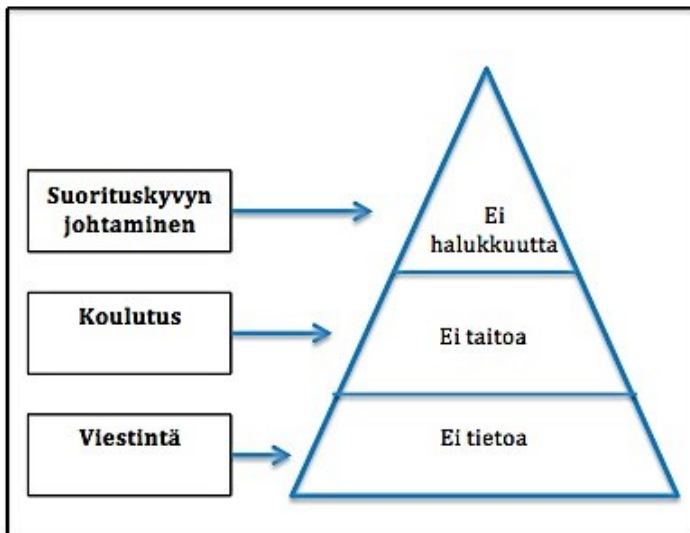 Suorituskyvyn
johtaminen
Ei
halukkuutta
Koulutus
Ei taitoa
Viestintä
Ei tietoa